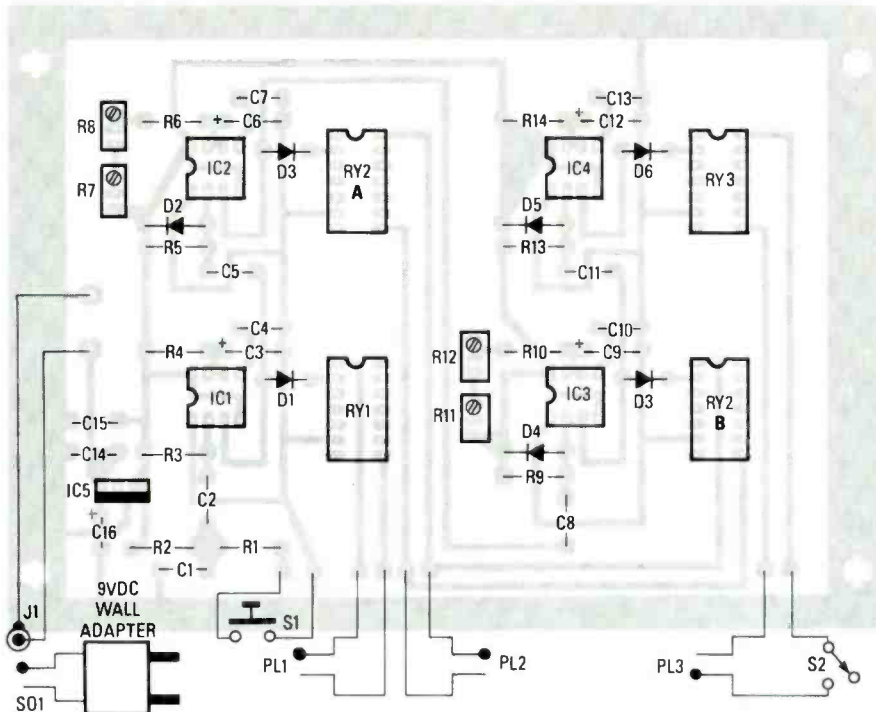 C7
C13
R8
R6
+
C6
R14
+
C12
IC2
D3
RY2
A
IC4
D6
RY3
R7
D2
R5
D5
R13
C5
C11
C4
C10
R4
+
C3
R12
R10
+
C9
IC1
D1
RY1
IC3
D3
RY2
B
R11
D4
R9
C15
C14
R3
IC5
C2
+
C16
C8
R2
R1
C1
9VDC
WALL
ADAPTER
J1
S1
PL1
PL2
PL3
S2
SO1